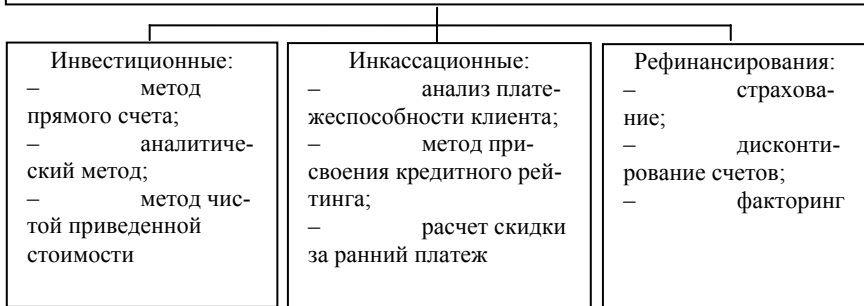 Инвестиционные:
– метод
прямого счета;
– аналитиче-
ский метод;
– метод чис-
той приведенной
стоимости
Инкассационные:
– анализ плате-
жеспособности клиента;
– метод при-
своения кредитного рей-
тинга;
– расчет скидки
за ранний платеж
Рефинансирования:
– страхова-
ние;
– дисконти-
рование счетов;
– факторинг